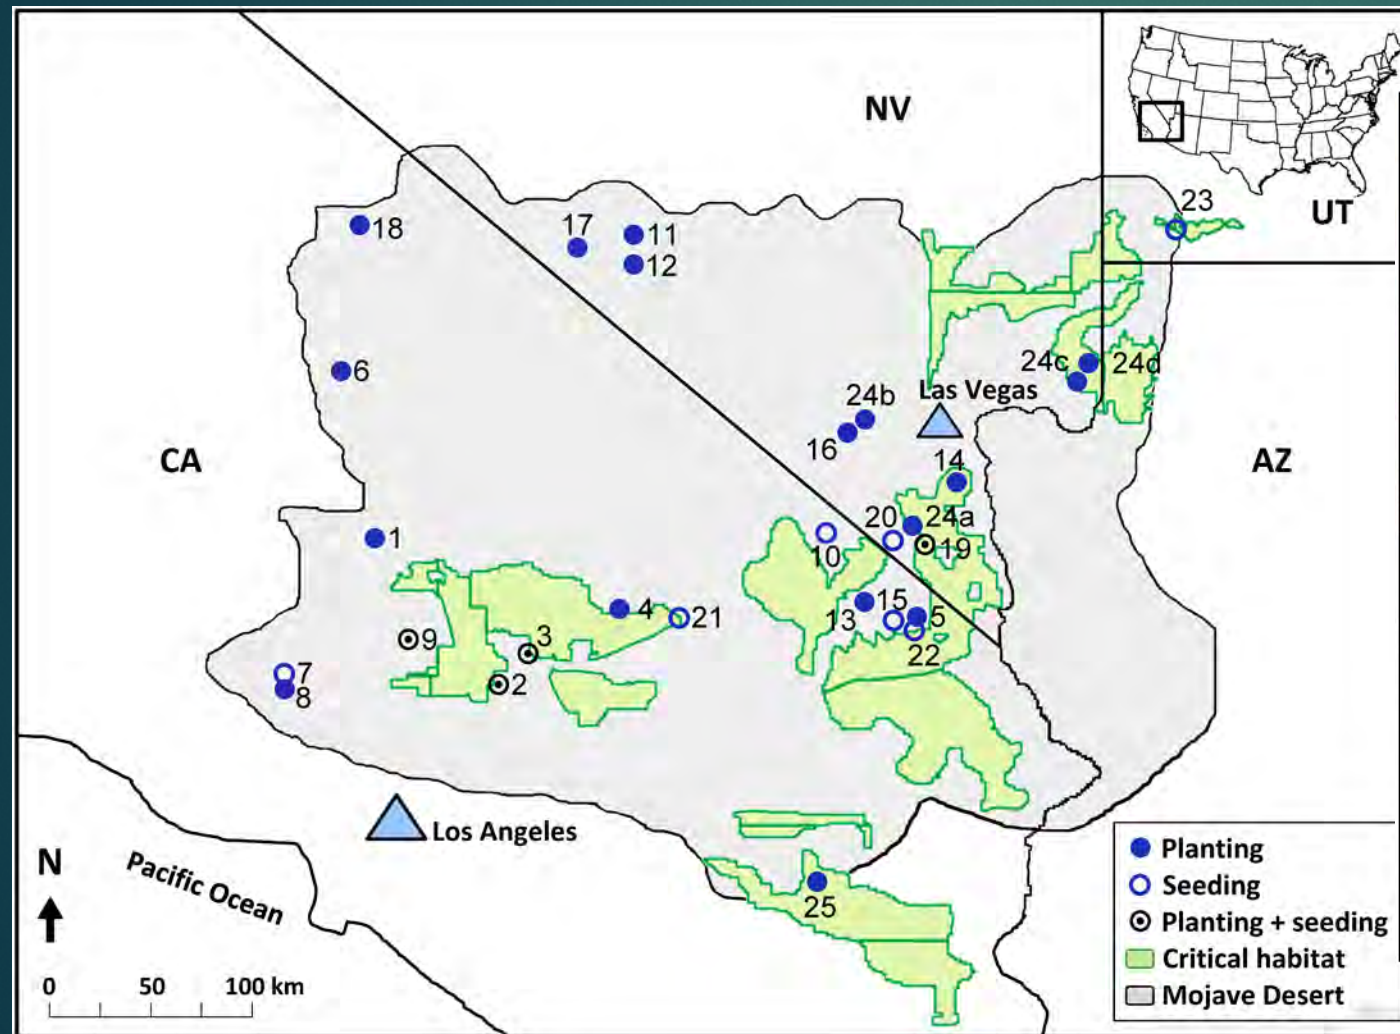 NV
UT
23
18
17
11
12
6
24c
24d
Las Vegas
24b
16
CA
AZ
14
20
24a
19
10
1
4
21
13
15
5
22
9
3
2
7
8
Los Angeles
25
N
Pacific Ocean
0 50 100 km
Planting
Seeding
Planting + seeding
Critical habitat
Mojave Desert